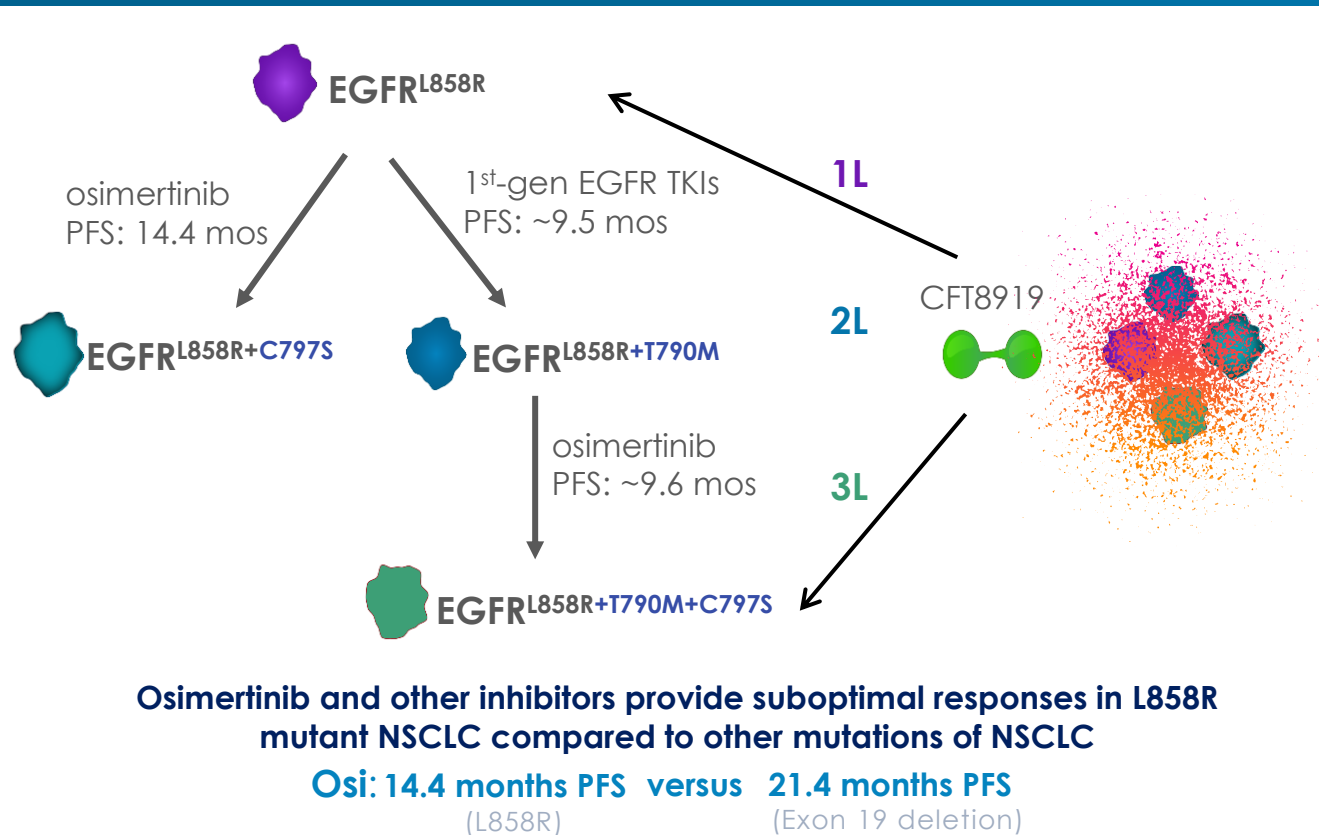 EGFRL858R
osimertinib
PFS: 14.4 mos
1st-gen EGFR TKIs
PFS: ~9.5 mos
1L
CFT8919
2L
EGFRL858R+C797S
EGFRL858R+T790M
osimertinib
PFS: ~9.6 mos
3L
EGFRL858R+T790M+C797S
Osimertinib and other inhibitors provide suboptimal responses in L858R
mutant NSCLC compared to other mutations of NSCLC
Osi: 14.4 months PFS versus 21.4 months PFS
(L858R) (Exon 19 deletion)